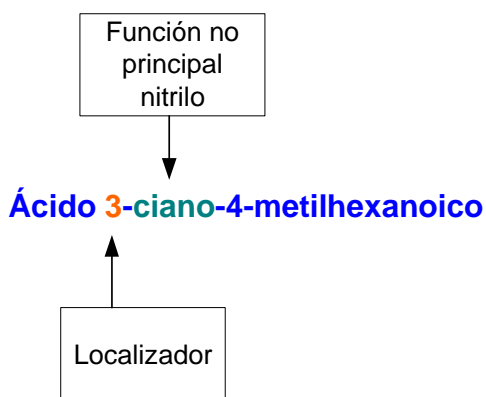 Función no
principal
nitrilo
Ácido 3-ciano-4-metilhexanoico
Localizador